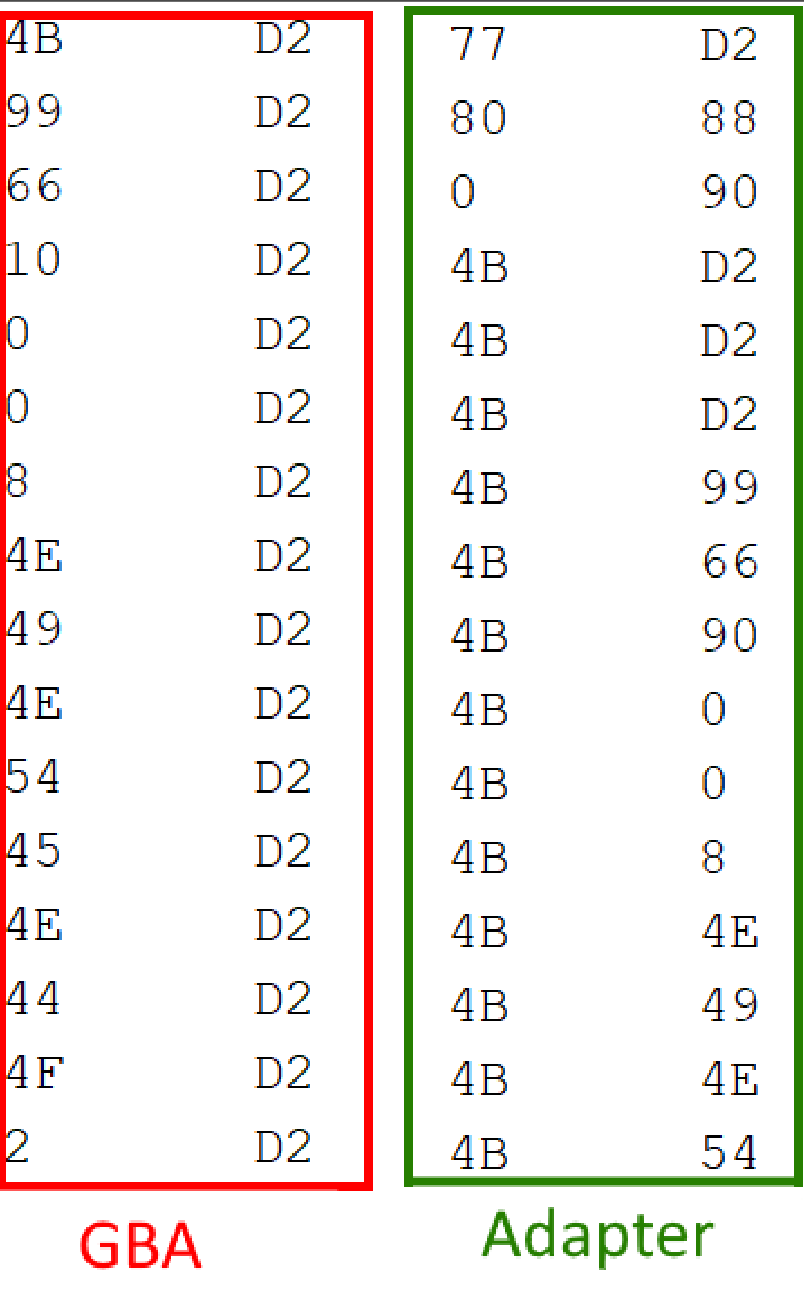 4B D2 77 D2
99 D2 80 88
66 D2 0 90
10 D2 4B D2
0 D2 4B D2
0 D2 4B D2
8 D2 4B 99
4E D2 4B 66
49 D2 4B 90
4E D2 4B 0
54 D2 4B 0
45 D2 4B 8
4E D2 4B 4E
44 D2 4B 49
4F D2 4B 4E
2 D2 4B 54
GBA Adapter